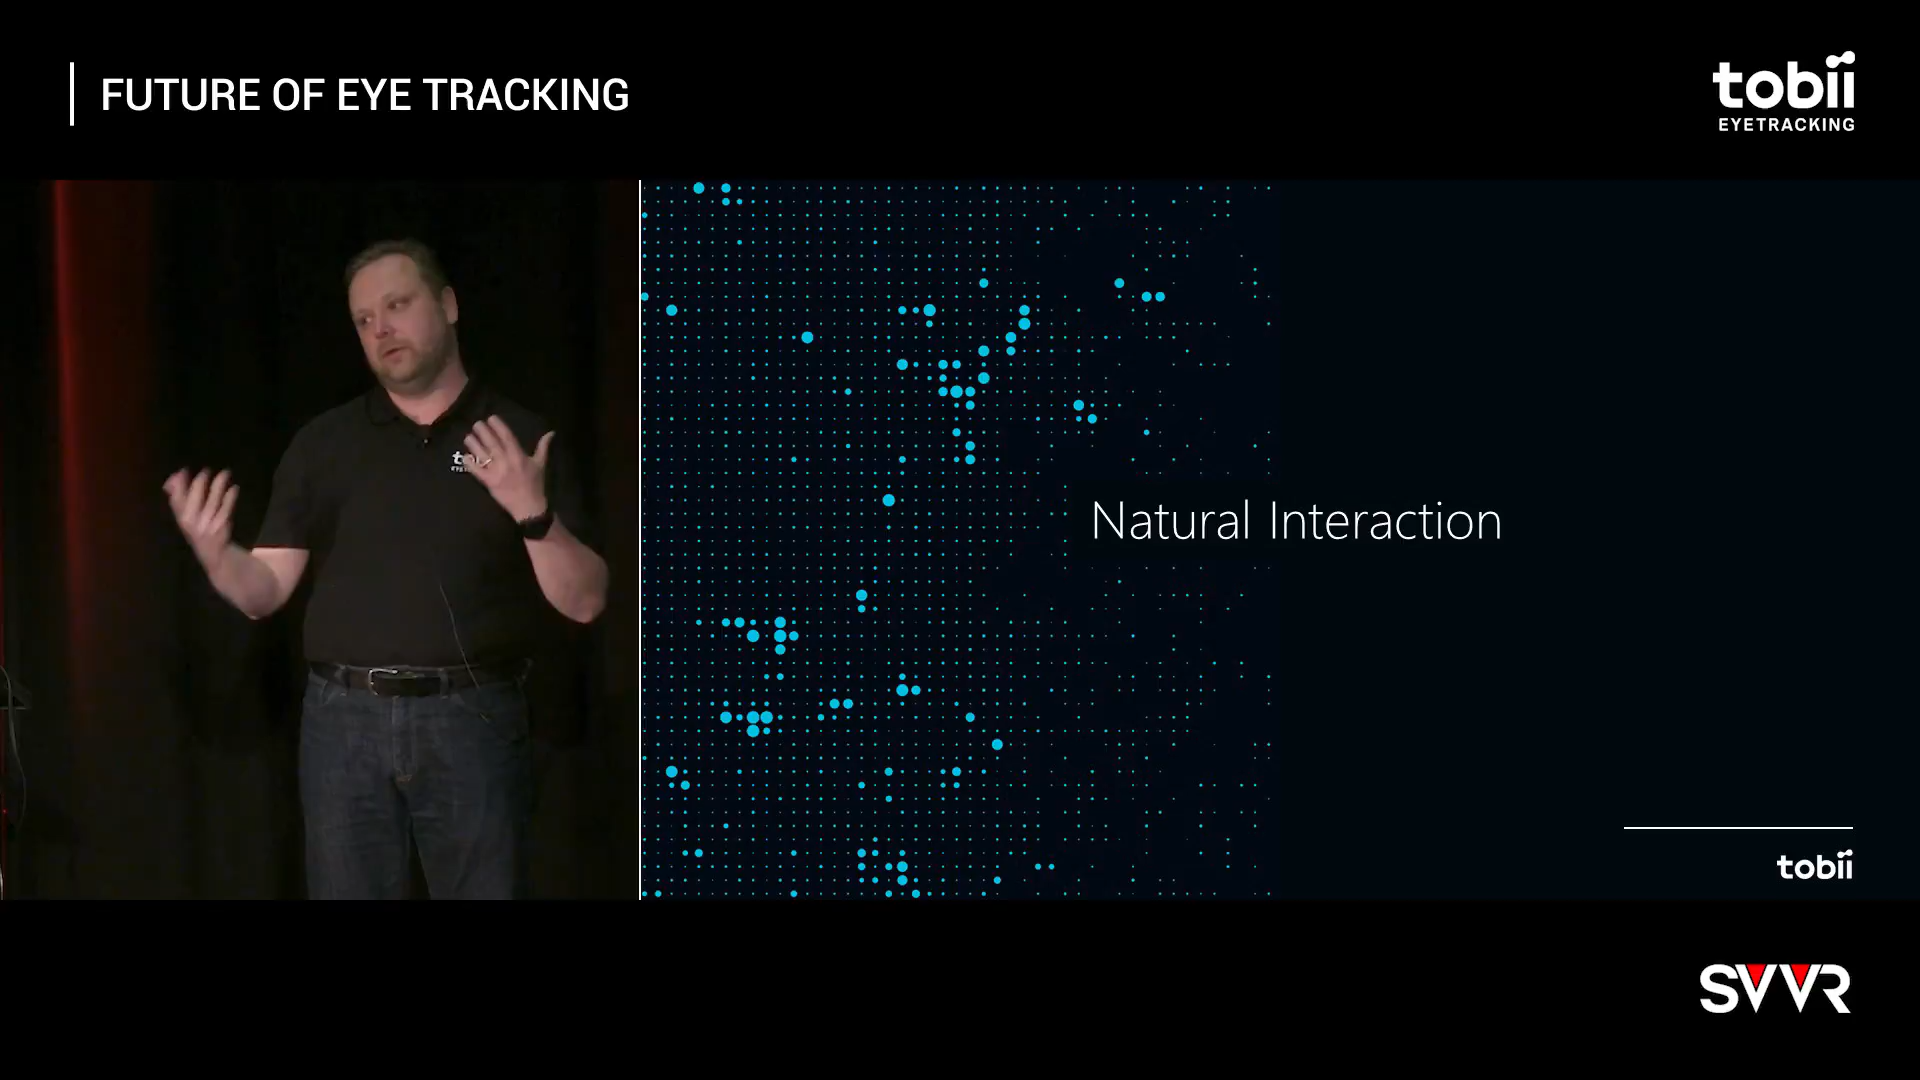 FUTURE OF EYE TRACKING
tobii
EYETRACKING
Natural Interaction
tobii
SVVR